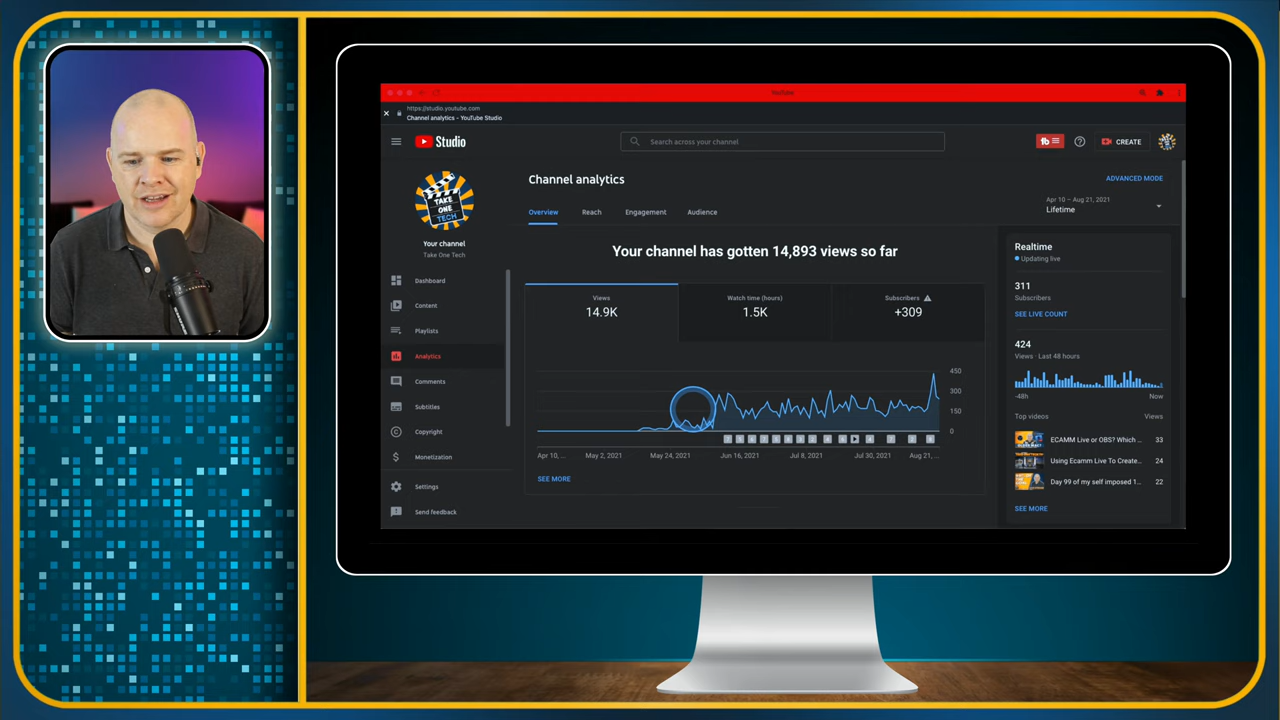 YouTube
https://studio.youtube.com
Channel analytics - YouTube Studio
Studio
Search across your channel
CREATE
TAKE ONE TECH
Your channel
Take One Tech
Dashboard
Content
Playlists
Analytics
Comments
Subtitles
Copyright
Monetization
Settings
Send feedback
Channel analytics
ADVANCED MODE
Overview
Reach
Engagement
Audience
Apr 10 – Aug 21, 2021
Lifetime
Your channel has gotten 14,893 views so far
Views
14.9K
Watch time (hours)
1.5K
Subscribers
+309
450
300
150
0
Apr 10, ...
May 2, 2021
May 24, 2021
Jun 16, 2021
Jul 8, 2021
Jul 30, 2021
Aug 21, ...
SEE MORE
Realtime
Updating live
311
Subscribers
SEE LIVE COUNT
424
Views · Last 48 hours
-48h
Now
Top videos
Views
ECAMM Live or OBS? Which ...
33
Using Ecamm Live To Create...
24
Day 99 of my self imposed 1...
22
SEE MORE